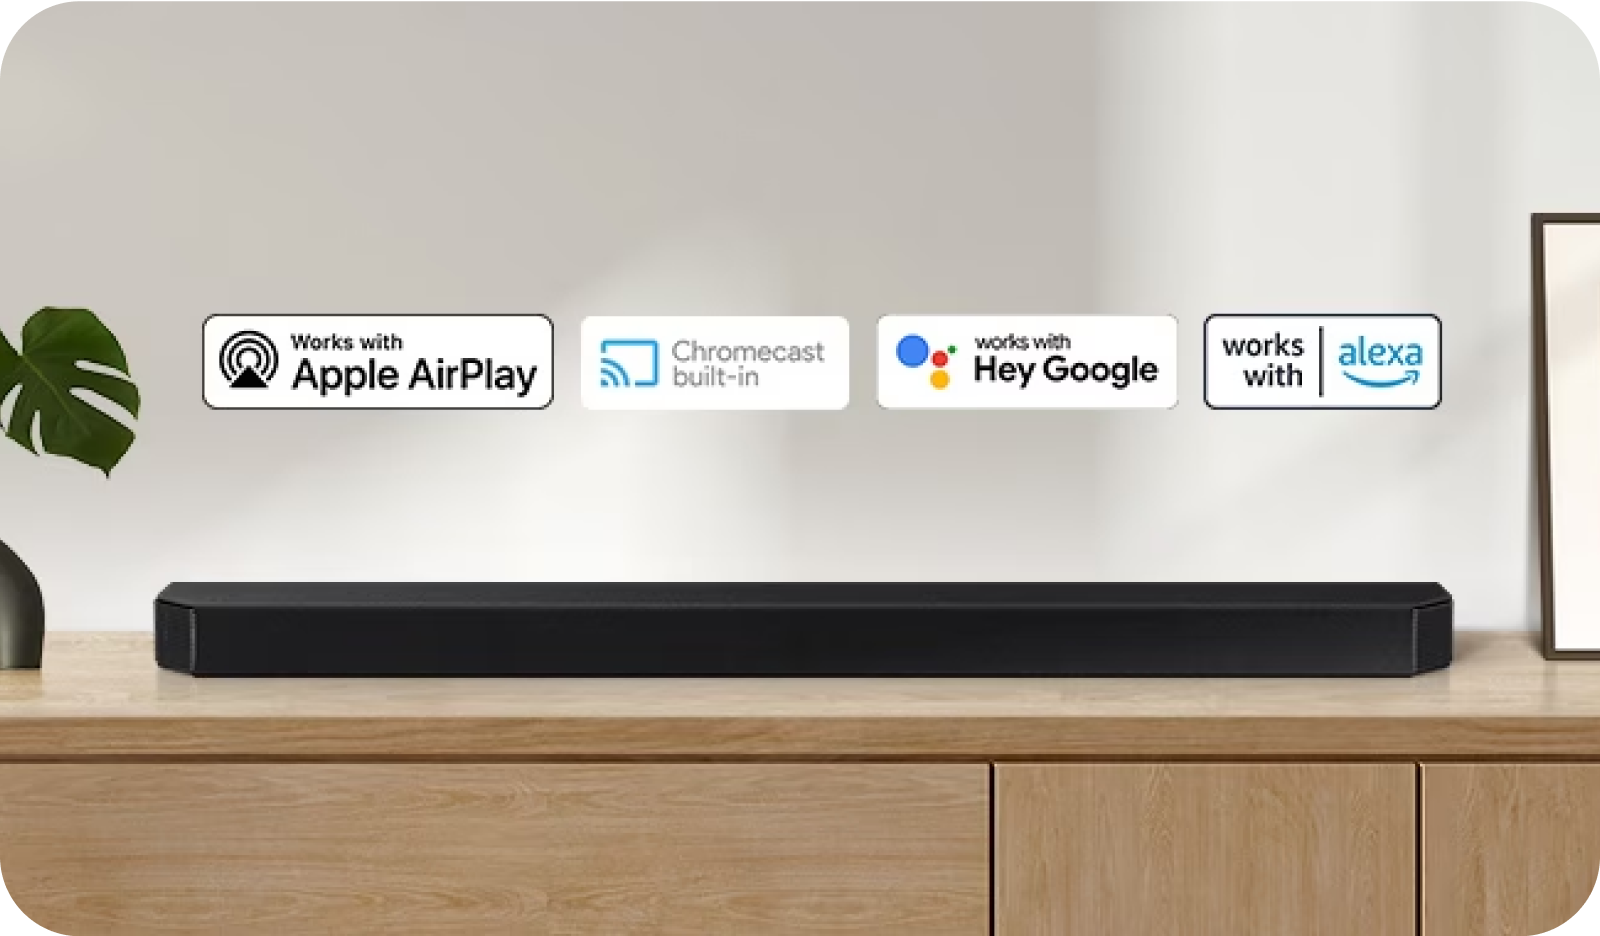 Works with
Apple AirPlay
Chromecast
built-in
works with
Hey Google
works
with
alexa